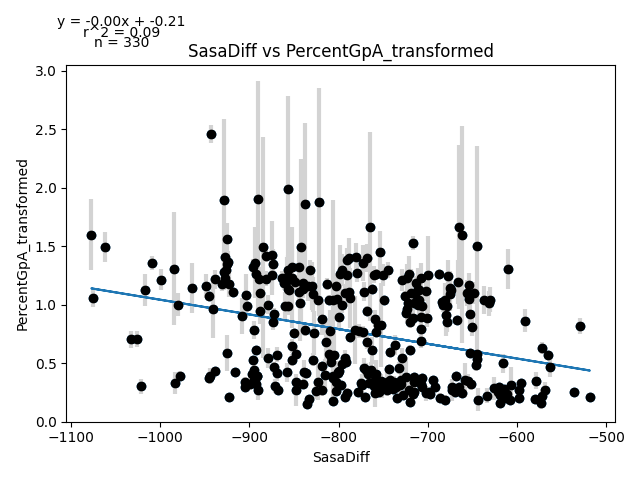 y = -0.00x + -0.21
r^2 = 0.09
n = 330
SasaDiff vs PercentGpA_transformed
PercentGpA_transformed
3.0
2.5
2.0
1.5
1.0
0.5
0.0
−1100 −1000 −900 −800 −700 −600 −500
SasaDiff